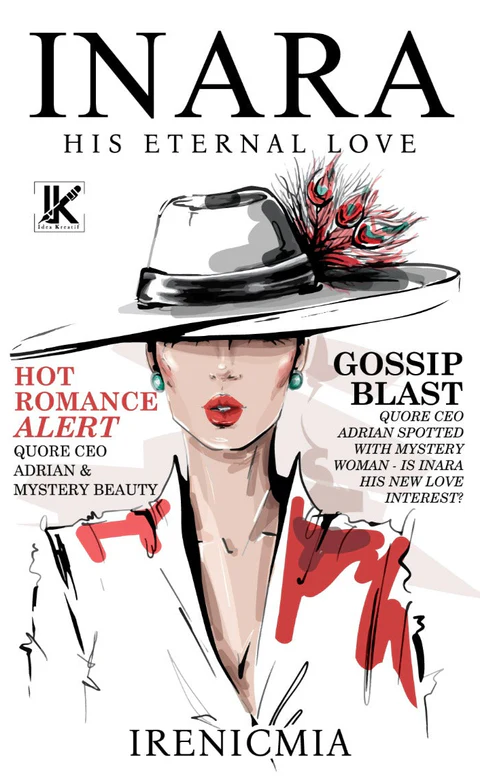 INARA
HIS ETERNAL LOVE
IK
Idea Kreatif
HOT
ROMANCE
ALERT
QUORE CEO
ADRIAN &
MYSTERY BEAUTY
GOSSIP
BLAST
QUORE CEO
ADRIAN SPOTTED
WITH MYSTERY
WOMAN - IS INARA
HIS NEW LOVE
INTEREST?
IRENICMIA